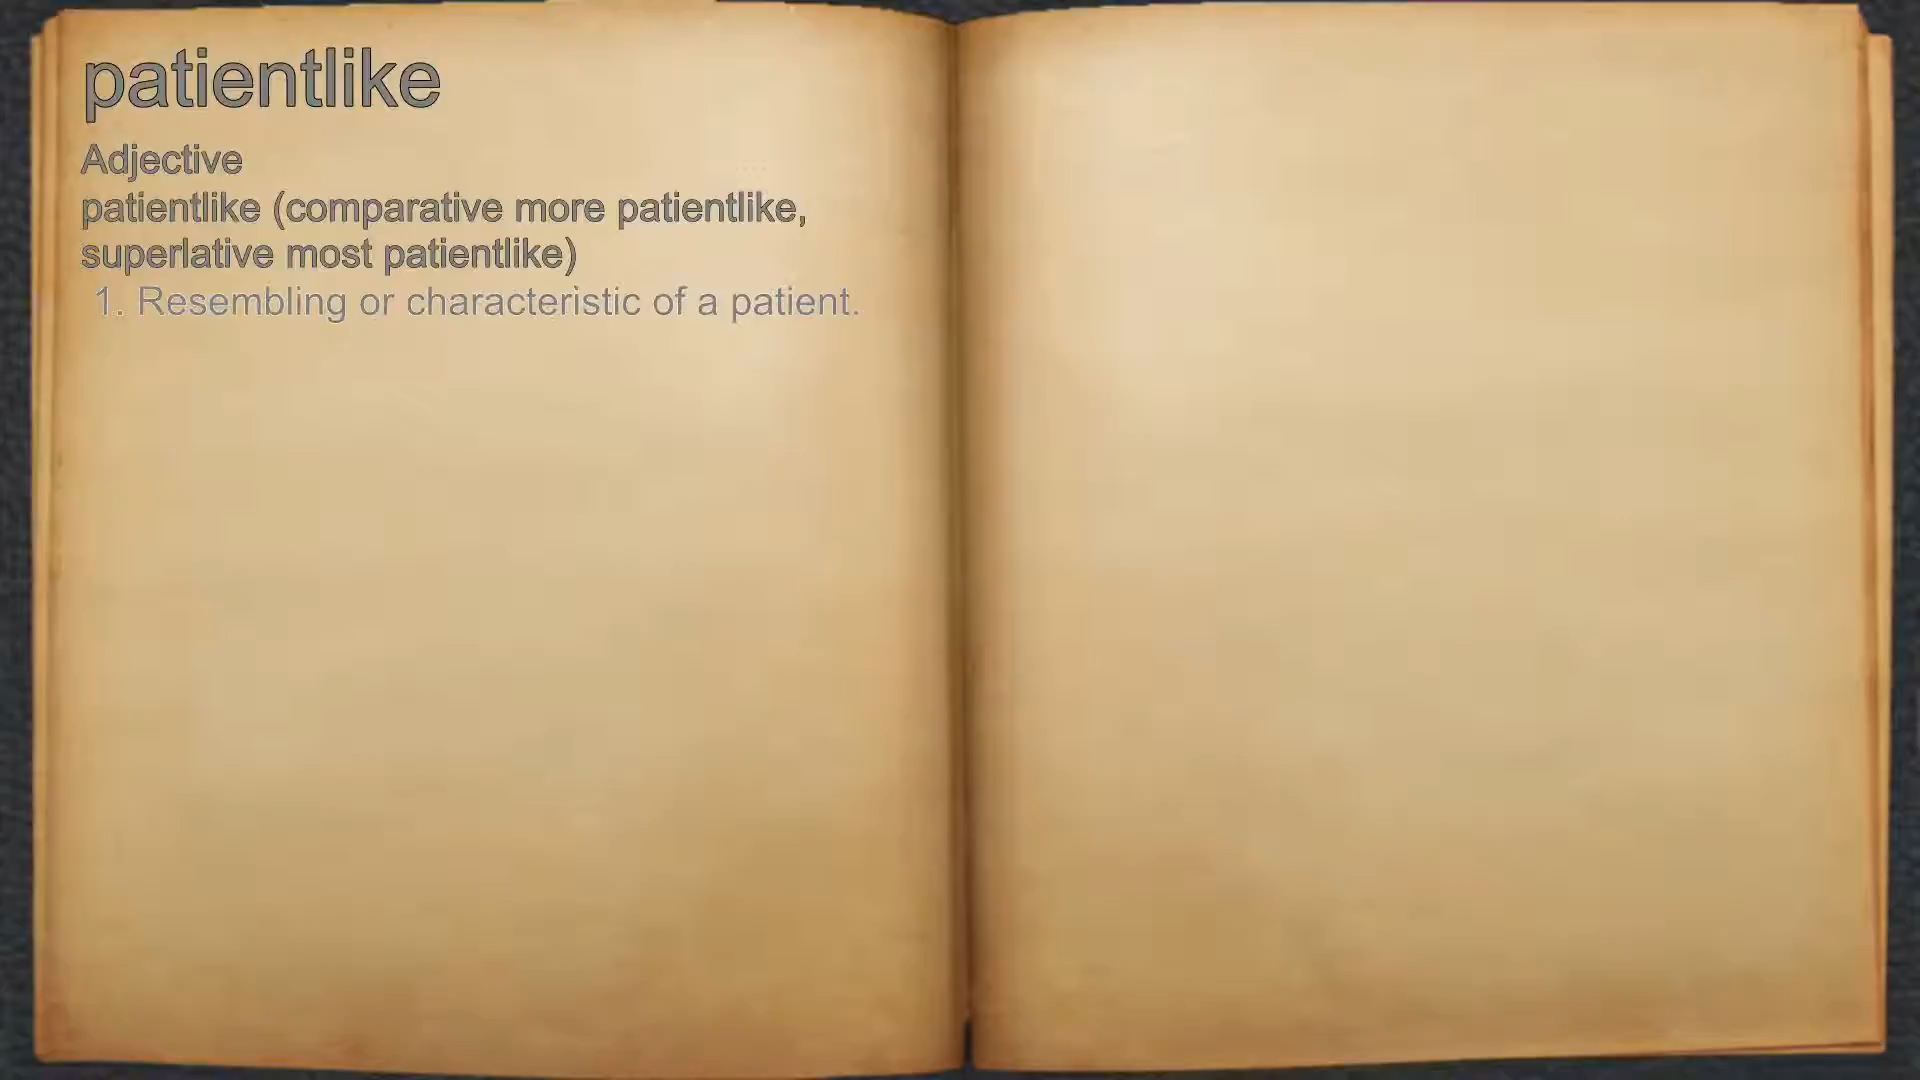 patientlike
Adjective
patientlike (comparative more patientlike,
superlative most patientlike)
1. Resembling or characteristic of a patient.